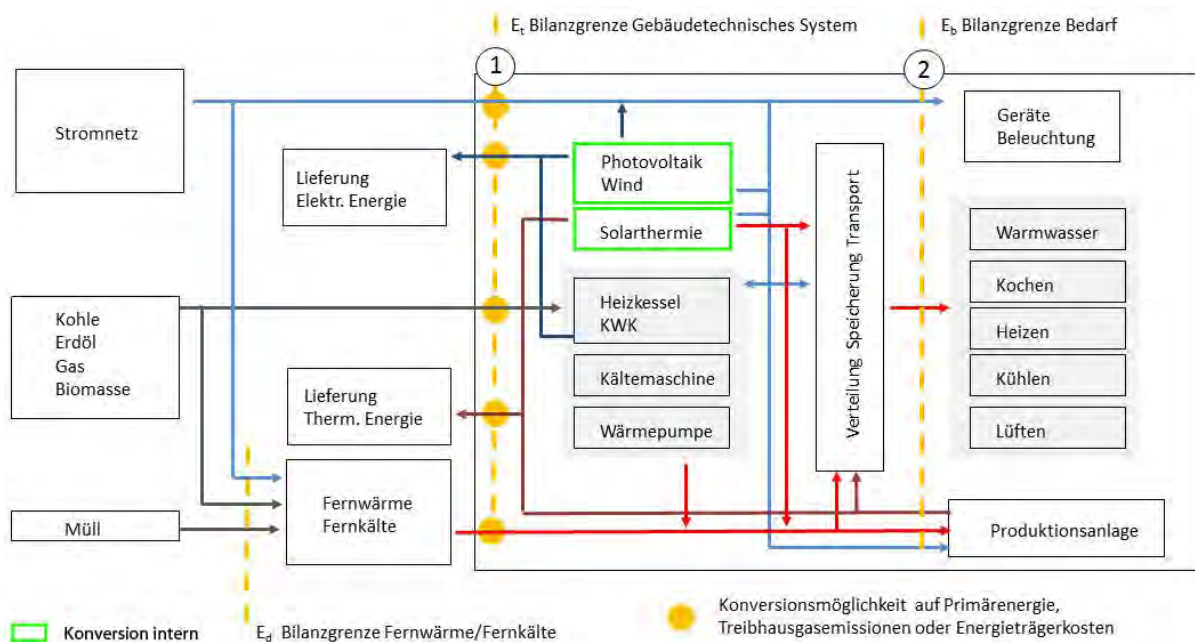 E_t Bilanzgrenze Gebäudetechnisches System
E_b Bilanzgrenze Bedarf
1
2
Stromnetz
Geräte
Beleuchtung
Lieferung
Elektr. Energie
Photovoltaik
Wind
Solarthermie
Verteilung Speicherung Transport
Warmwasser
Kochen
Heizen
Kühlen
Lüften
Kohle
Erdöl
Gas
Biomasse
Heizkessel
KWK
Kältemaschine
Wärmepumpe
Lieferung
Therm. Energie
Müll
Fernwärme
Fernkälte
Produktionsanlage
Konversion intern
E_d Bilanzgrenze Fernwärme/Fernkälte
Konversionsmöglichkeit auf Primärenergie,
Treibhausgasemissionen oder Energieträgerkosten